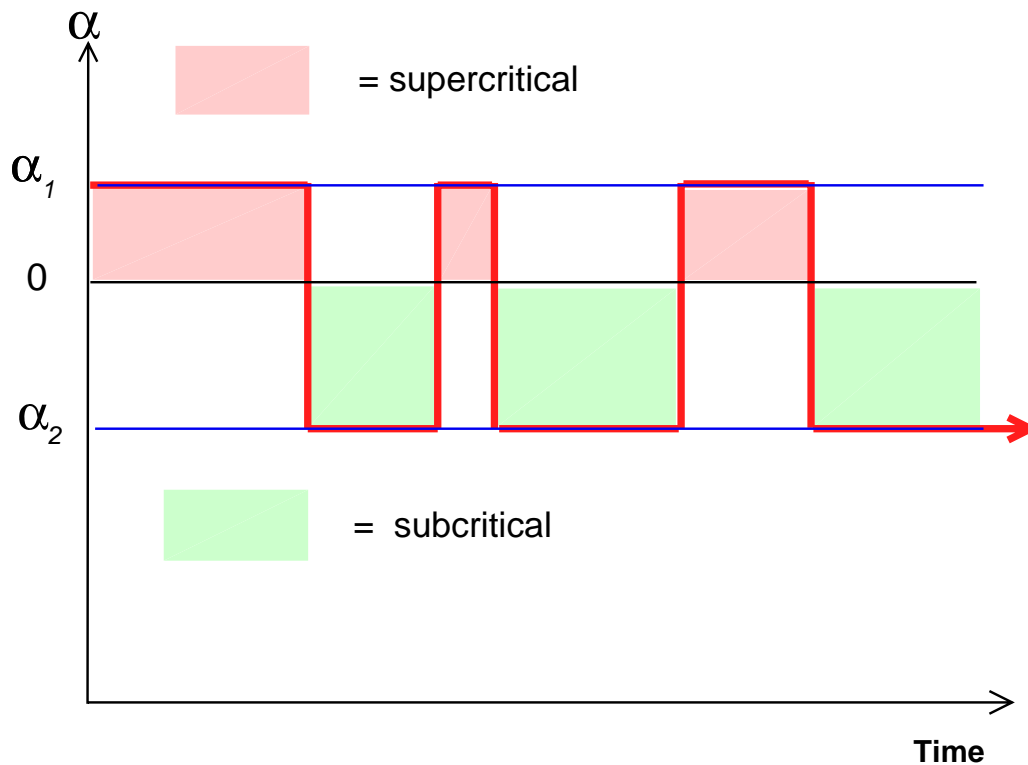 α
= supercritical
α1
0
α2
= subcritical
Time